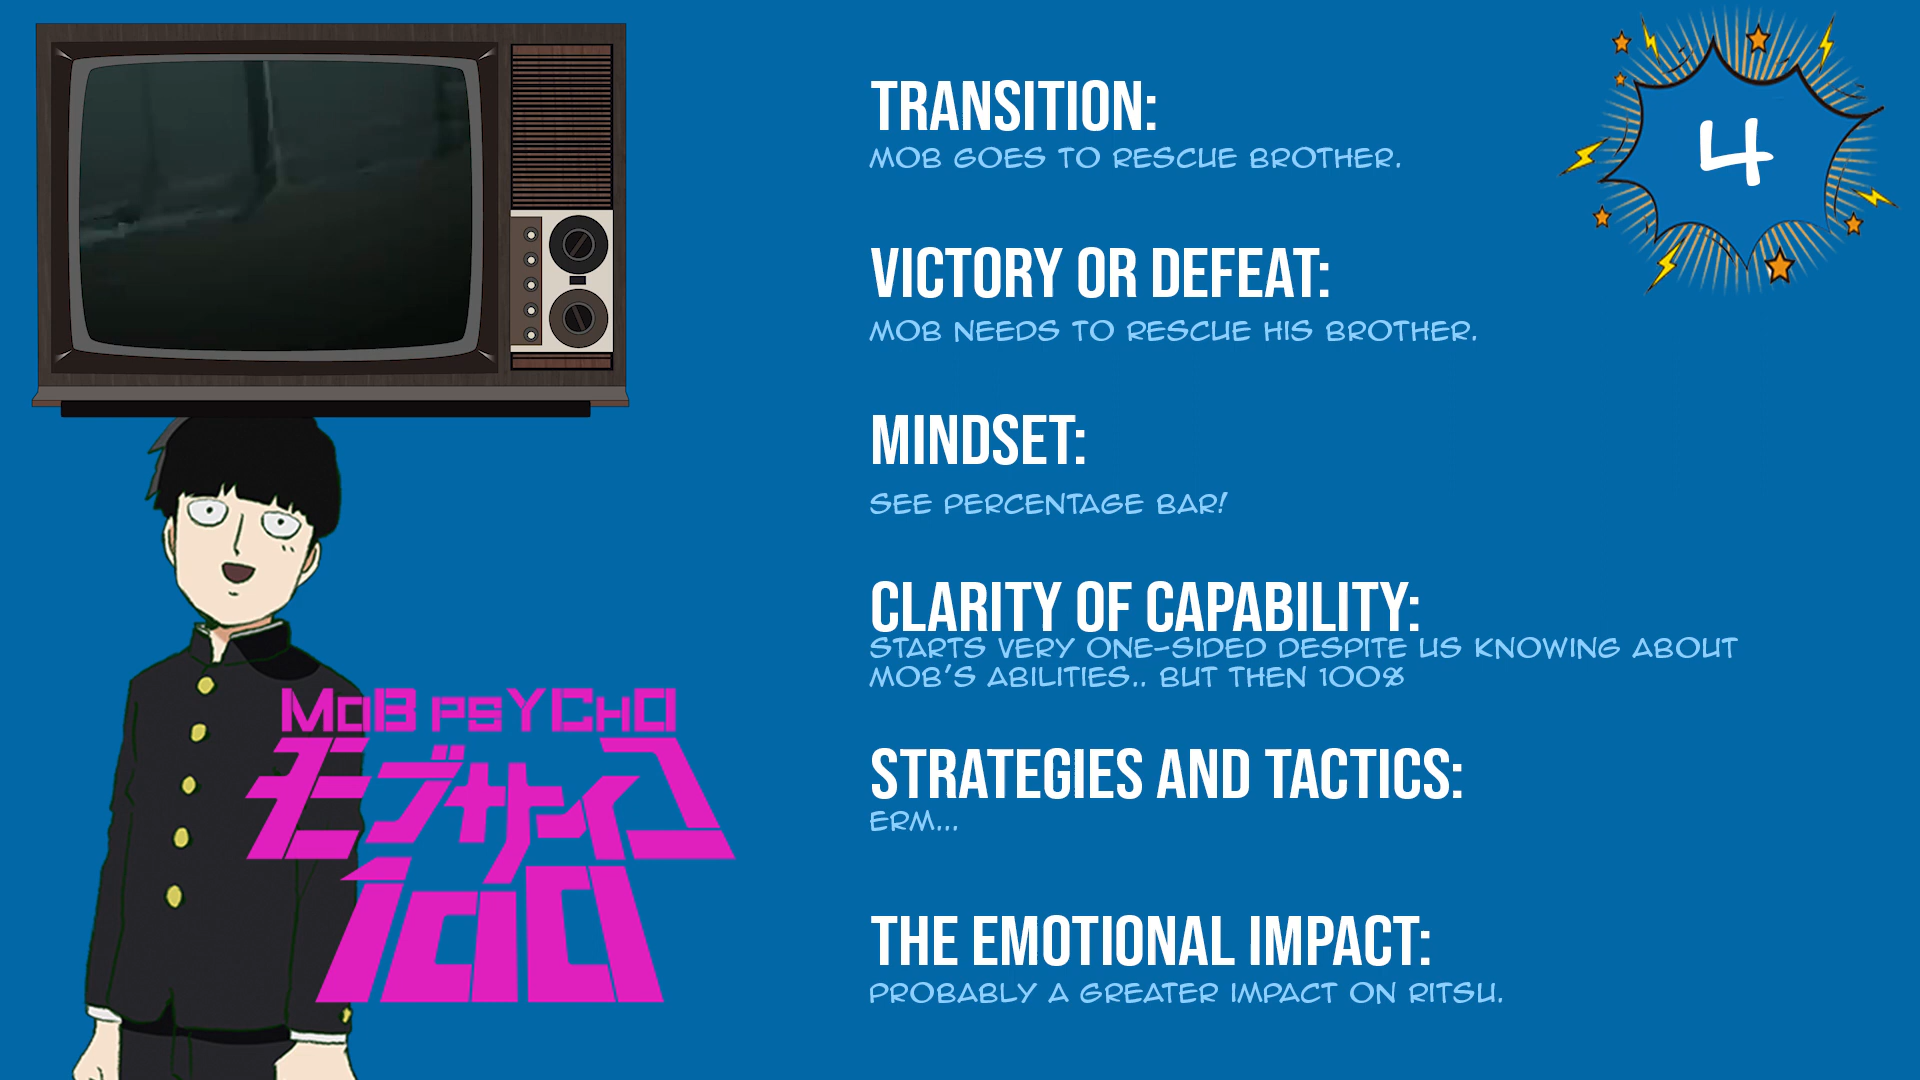 TRANSITION:
MOB GOES TO RESCUE BROTHER.
4
VICTORY OR DEFEAT:
MOB NEEDS TO RESCUE HIS BROTHER.
MINDSET:
SEE PERCENTAGE BAR!
CLARITY OF CAPABILITY:
STARTS VERY ONE-SIDED DESPITE US KNOWING ABOUT
MOB'S ABILITIES.. BUT THEN 100%
STRATEGIES AND TACTICS:
ERM...
THE EMOTIONAL IMPACT:
PROBABLY A GREATER IMPACT ON RITSU.
MoB PSYCHO
モブサイコ
100